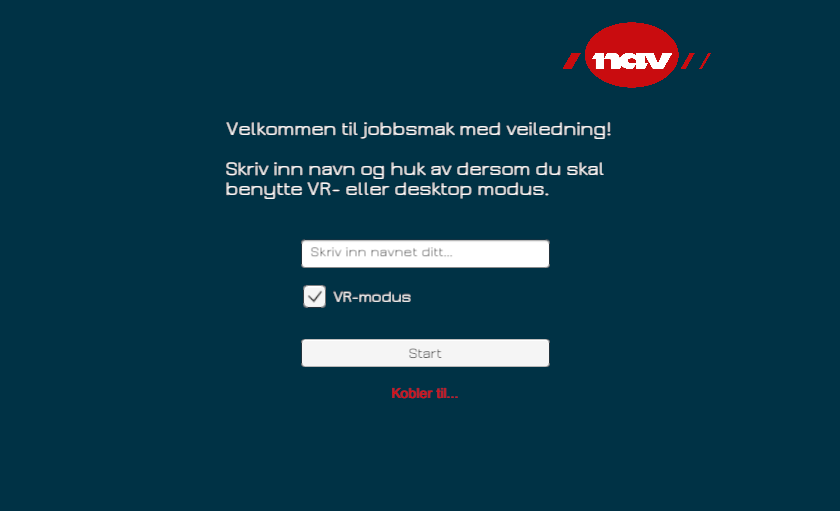 nav
Velkommen til jobbsmak med veiledning!
Skriv inn navn og huk av dersom du skal
benytte VR- eller desktop modus.
Skriv inn navnet ditt...
VR-modus
Start
Kobler til...